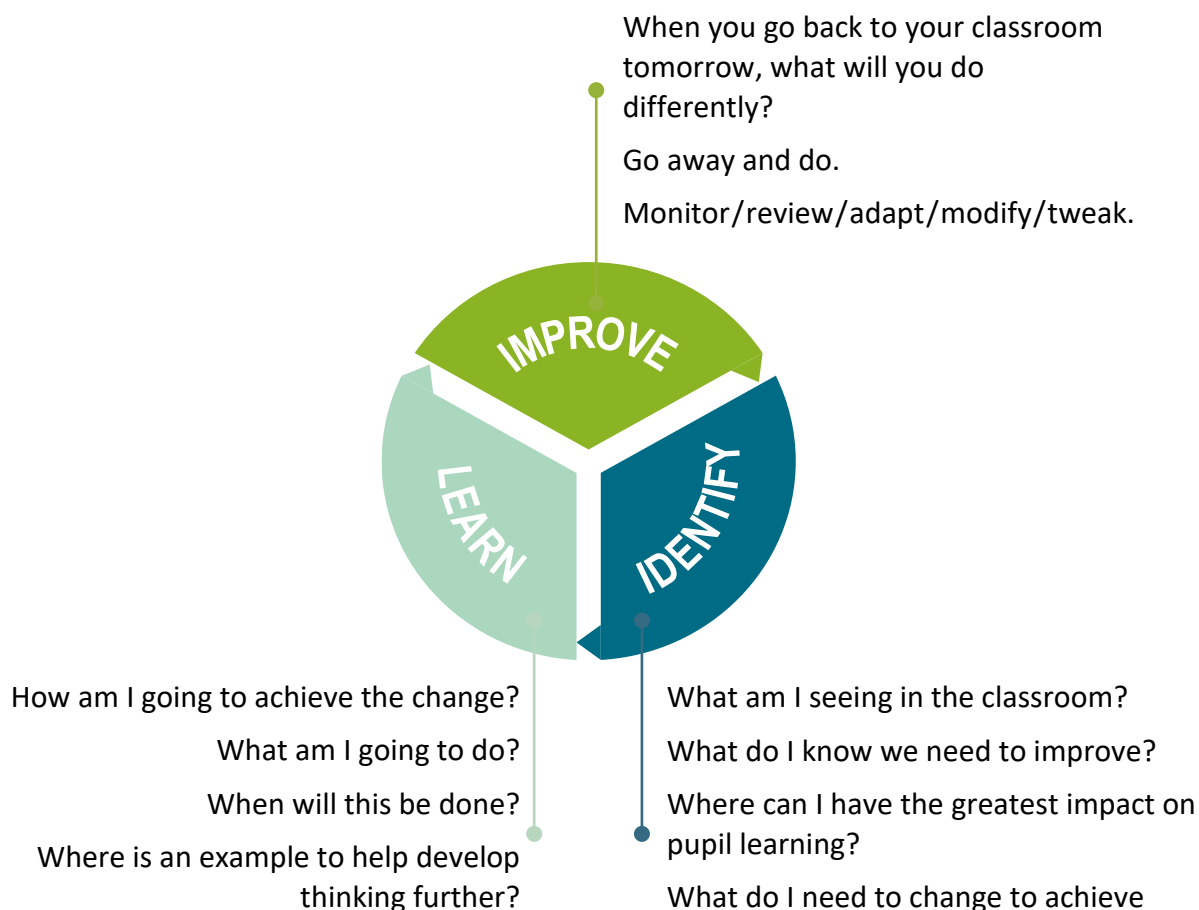 When you go back to your classroom
tomorrow, what will you do
differently?
Go away and do.
Monitor/review/adapt/modify/tweak.
IMPROVE
LEARN
IDENTIFY
How am I going to achieve the change?
What am I going to do?
When will this be done?
Where is an example to help develop
thinking further?
What am I seeing in the classroom?
What do I know we need to improve?
Where can I have the greatest impact on
pupil learning?
What do I need to change to achieve